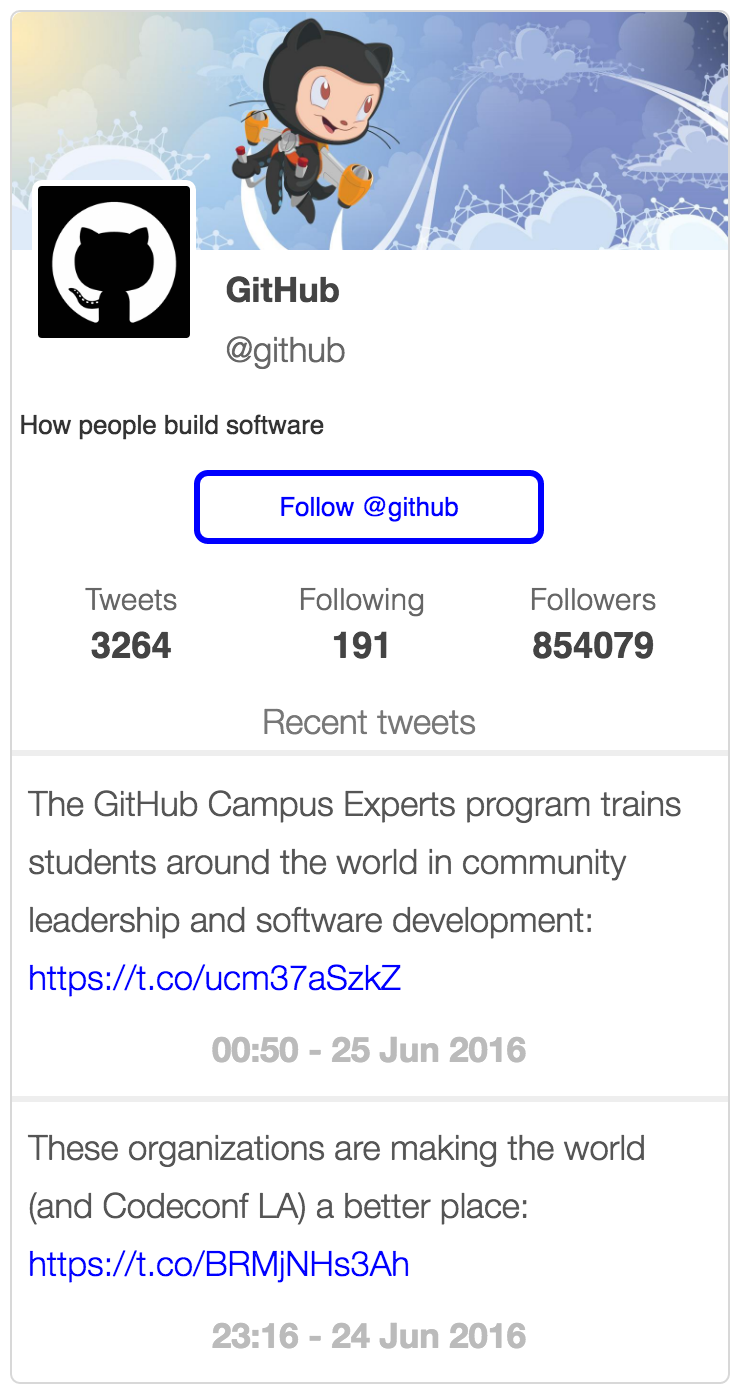 GitHub
@github
How people build software
Follow @github
Tweets
Following
Followers
3264
191
854079
Recent tweets
The GitHub Campus Experts program trains
students around the world in community
leadership and software development:
https://t.co/ucm37aSzkZ
00:50 - 25 Jun 2016
These organizations are making the world
(and Codeconf LA) a better place:
https://t.co/BRMjNHs3Ah
23:16 - 24 Jun 2016